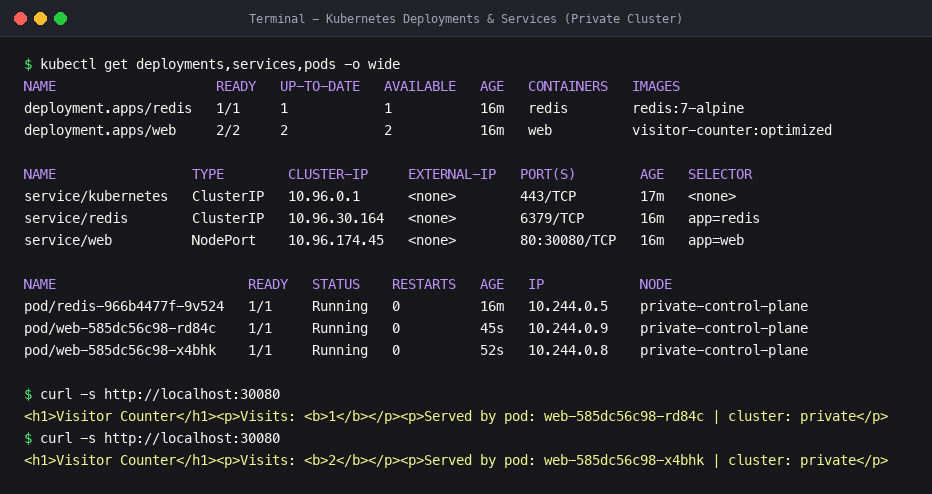 Terminal — Kubernetes Deployments & Services (Private Cluster)
$ kubectl get deployments,services,pods -o wide
NAME                    READY   UP-TO-DATE   AVAILABLE   AGE   CONTAINERS   IMAGES
deployment.apps/redis   1/1     1            1           16m   redis        redis:7-alpine
deployment.apps/web     2/2     2            2           16m   web          visitor-counter:optimized
NAME                 TYPE        CLUSTER-IP     EXTERNAL-IP   PORT(S)        AGE   SELECTOR
service/kubernetes   ClusterIP   10.96.0.1      <none>        443/TCP        17m   <none>
service/redis        ClusterIP   10.96.30.164   <none>        6379/TCP       16m   app=redis
service/web          NodePort    10.96.174.45   <none>        80:30080/TCP   16m   app=web
NAME                        READY   STATUS    RESTARTS   AGE   IP           NODE
pod/redis-966b4477f-9v524   1/1     Running   0          16m   10.244.0.5   private-control-plane
pod/web-585dc56c98-rd84c    1/1     Running   0          45s   10.244.0.9   private-control-plane
pod/web-585dc56c98-x4bhk    1/1     Running   0          52s   10.244.0.8   private-control-plane
$ curl -s http://localhost:30080
<h1>Visitor Counter</h1><p>Visits: <b>1</b></p><p>Served by pod: web-585dc56c98-rd84c | cluster: private</p>
$ curl -s http://localhost:30080
<h1>Visitor Counter</h1><p>Visits: <b>2</b></p><p>Served by pod: web-585dc56c98-x4bhk | cluster: private</p>